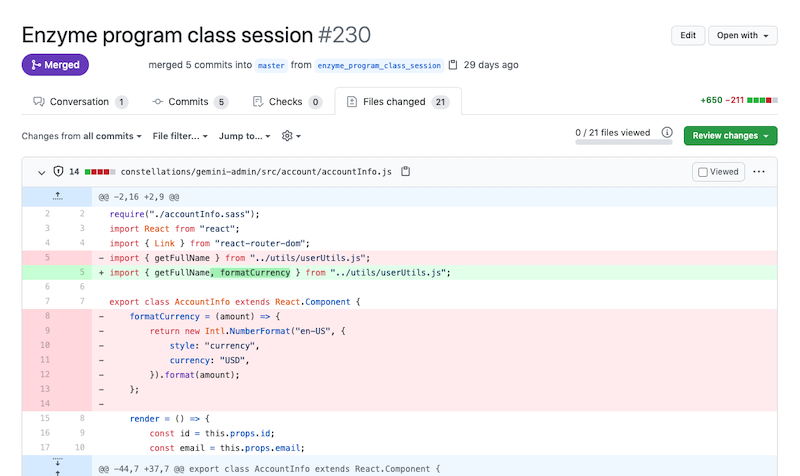 Enzyme program class session #230
Edit
Open with
Merged
merged 5 commits into master from enzyme_program_class_session 29 days ago
Conversation 1
Commits 5
Checks 0
Files changed 21
+650 −211
Changes from all commits
File filter...
Jump to...
0 / 21 files viewed
Review changes
14 constellations/gemini-admin/src/account/accountInfo.js
Viewed
@@ -2,16 +2,9 @@
2 2 require("./accountInfo.sass");
3 3 import React from "react";
4 4 import { Link } from "react-router-dom";
5 - import { getFullName } from "../utils/userUtils.js";
5 + import { getFullName, formatCurrency } from "../utils/userUtils.js";
6 6
7 7 export class AccountInfo extends React.Component {
8 - formatCurrency = (amount) => {
9 - return new Intl.NumberFormat("en-US", {
10 - style: "currency",
11 - currency: "USD",
12 - }).format(amount);
13 - };
14 -
15 8 render = () => {
16 9 const id = this.props.id;
17 10 const email = this.props.email;
@@ -44,7 +37,7 @@ export class AccountInfo extends React.Component {